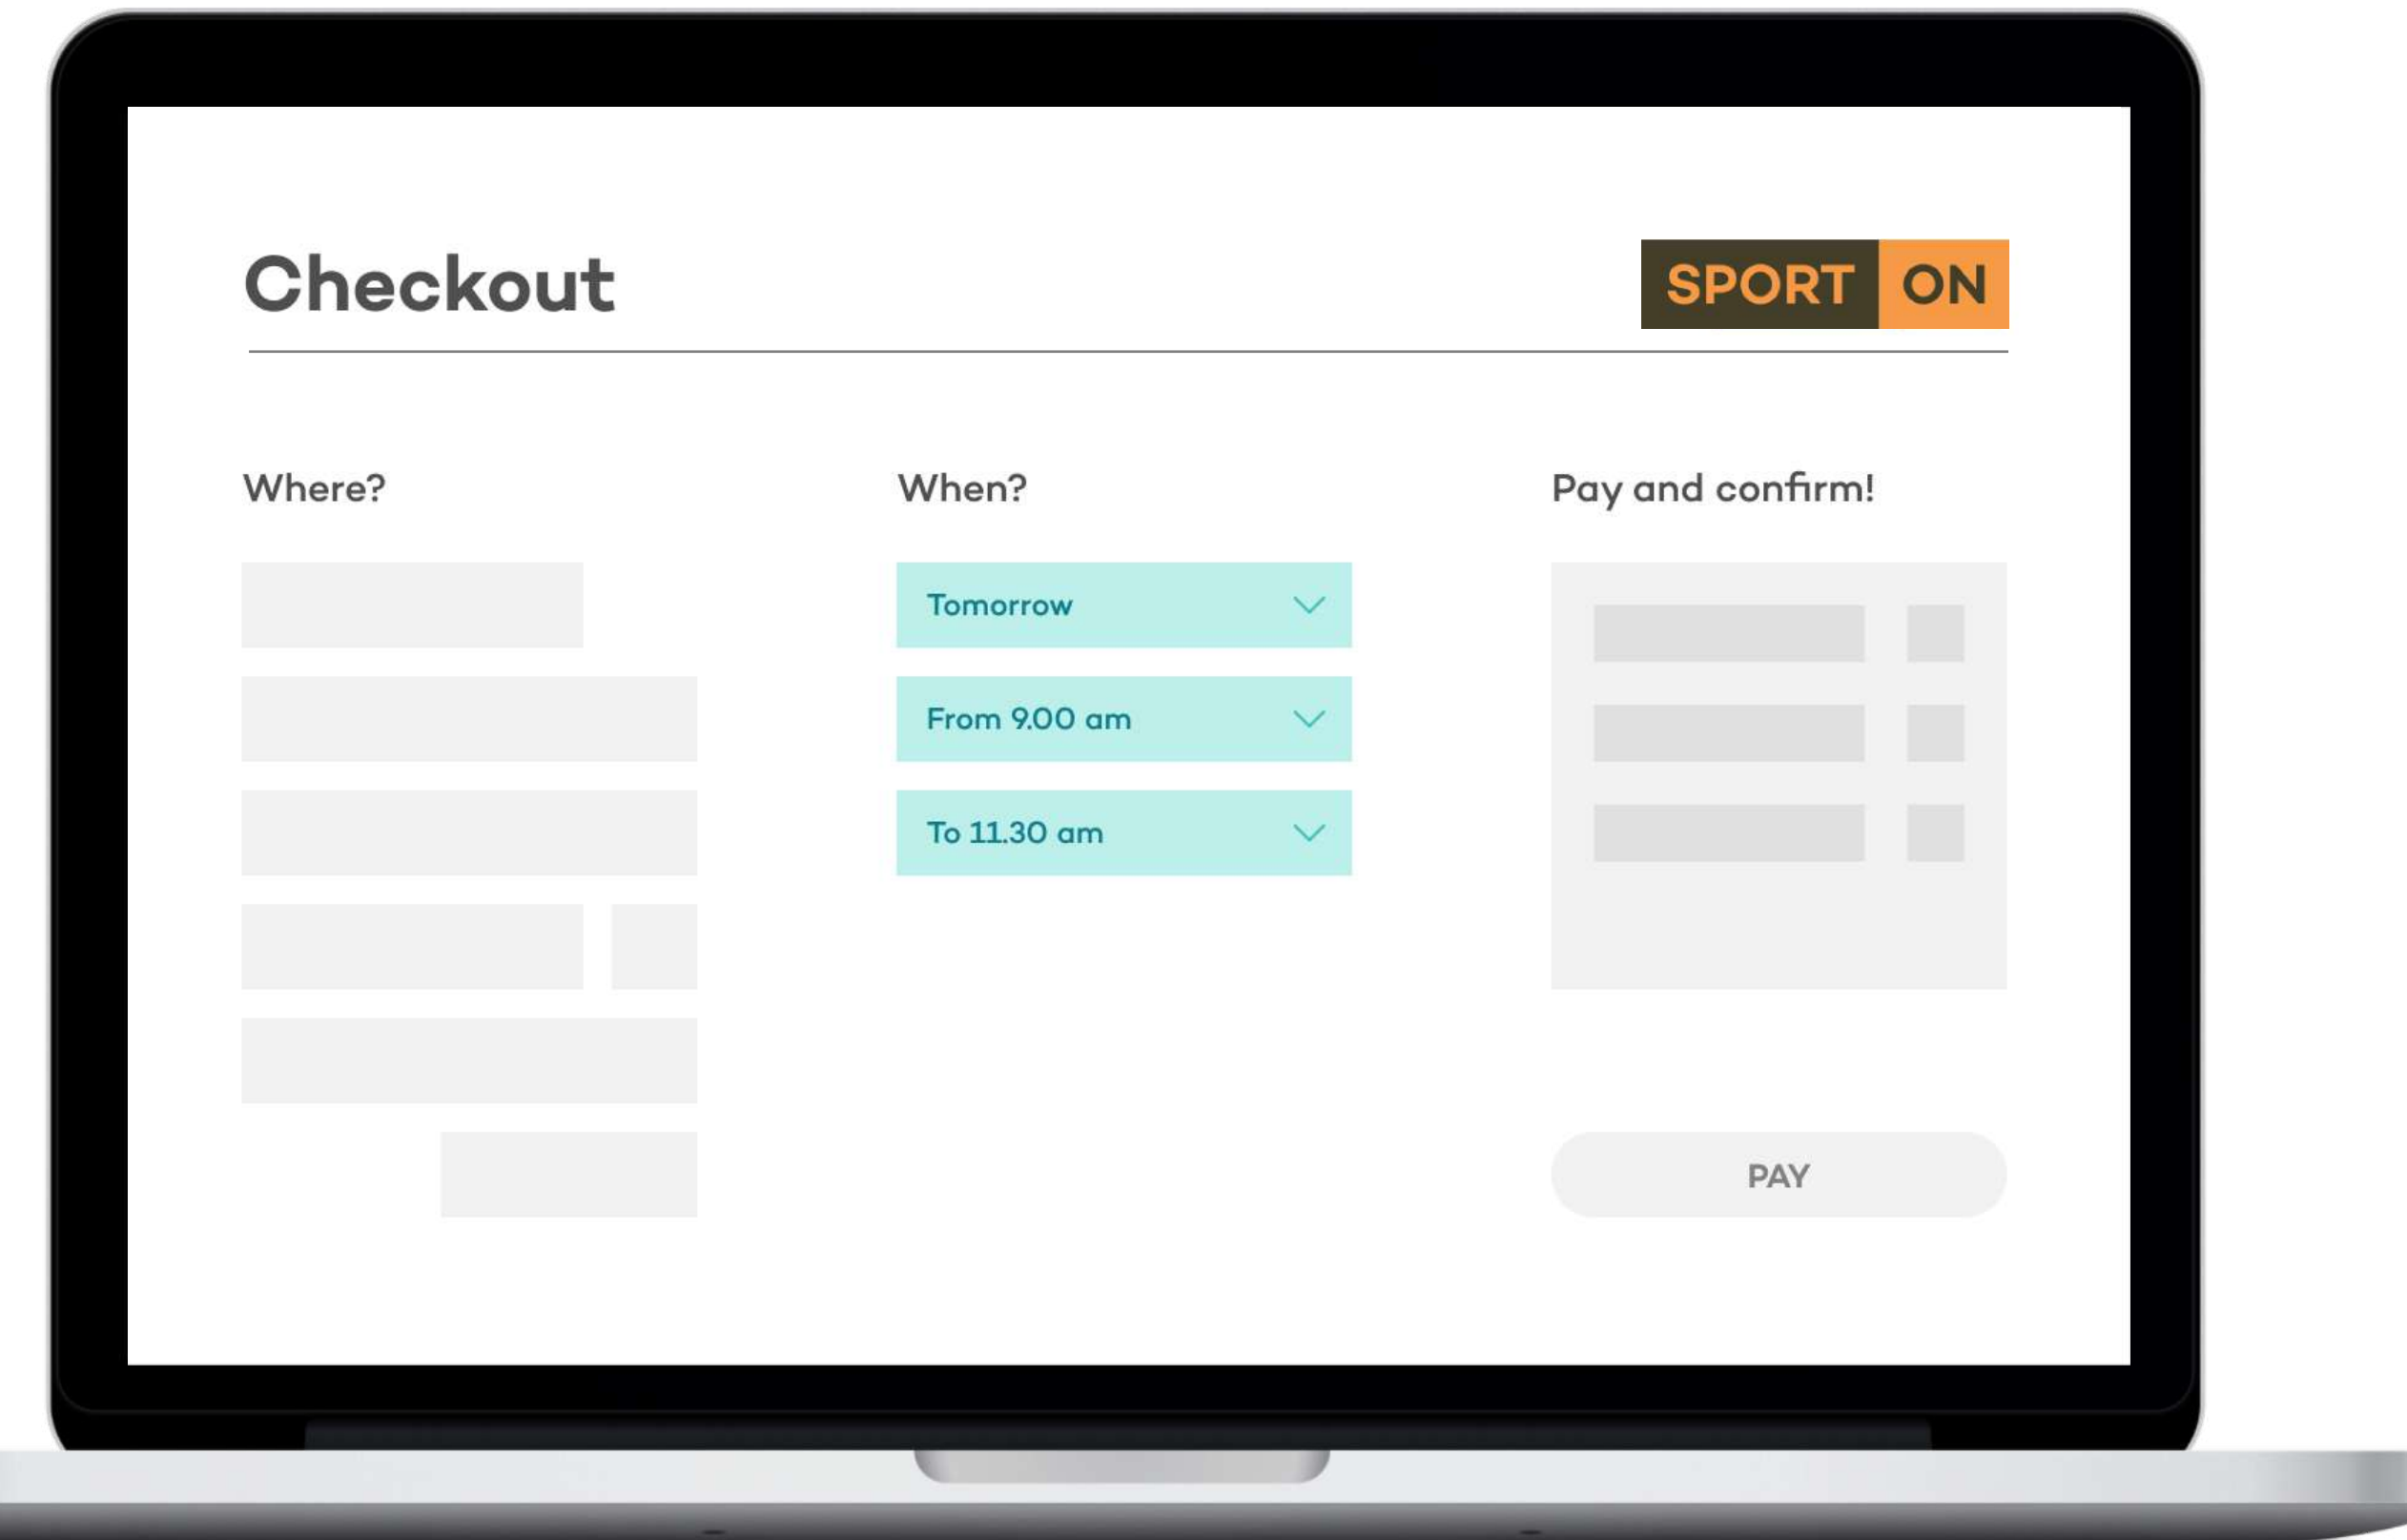 Checkout
SPORT ON
Where?
When?
Tomorrow
From 9.00 am
To 11.30 am
Pay and confirm!
PAY